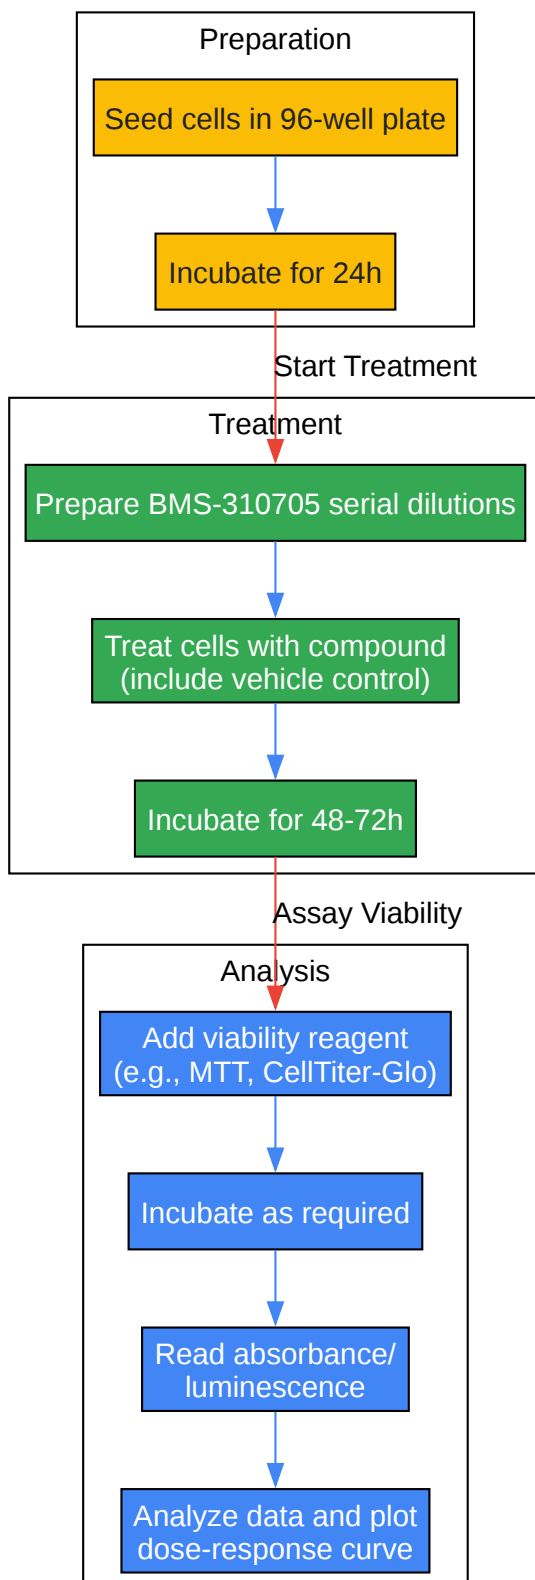 Preparation
Seed cells in 96-well plate
Incubate for 24h
Start Treatment
Treatment
Prepare BMS-310705 serial dilutions
Treat cells with compound
(include vehicle control)
Incubate for 48-72h
Assay Viability
Analysis
Add viability reagent
(e.g., MTT, CellTiter-Glo)
Incubate as required
Read absorbance/
luminescence
Analyze data and plot
dose-response curve